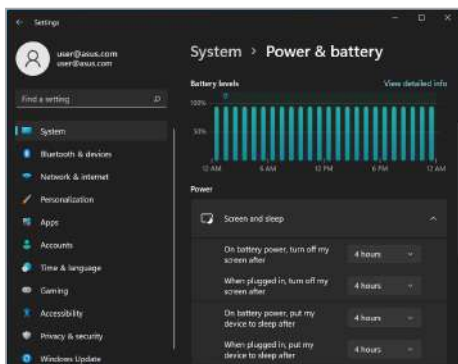 Settings
user@asus.com
user@asus.com
Find a setting
System
Bluetooth & devices
Network & internet
Personalization
Apps
Accounts
Time & language
Gaming
Accessibility
Privacy & security
Windows Update
System > Power & battery
Battery levels
View detailed info
100%
50%
12 AM
6 AM
12 PM
6 PM
12 AM
Power
Screen and sleep
On battery power, turn off my
screen after
4 hours
When plugged in, turn off my
screen after
4 hours
On battery power, put my
device to sleep after
4 hours
When plugged in, put my
device to sleep after
4 hours